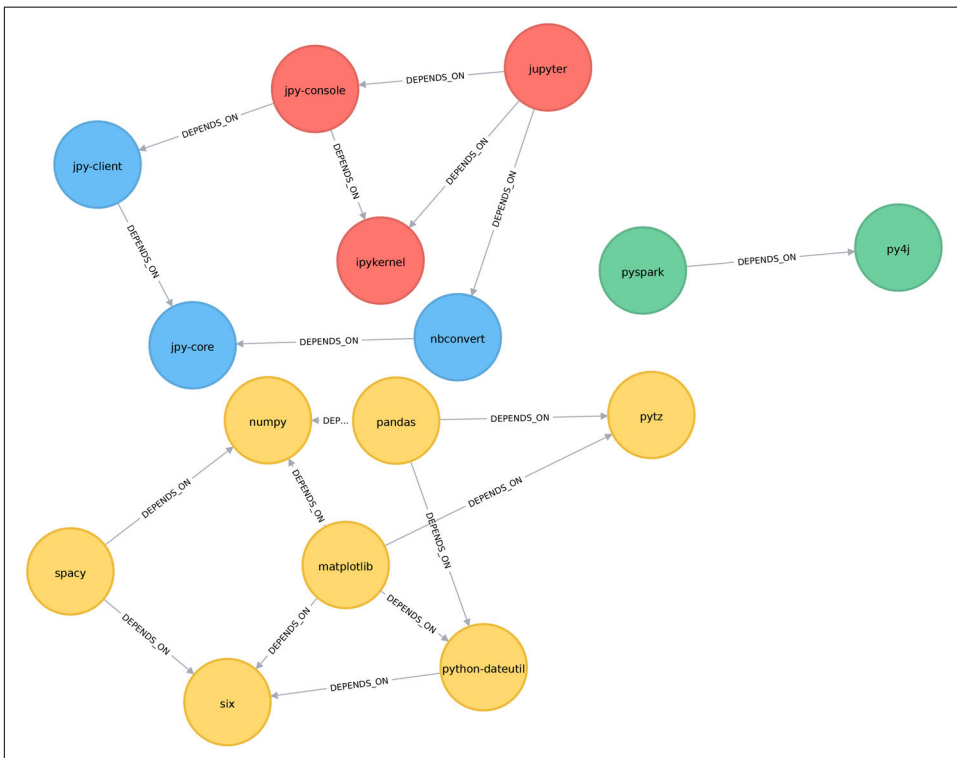 jupyter
DEPENDS_ON
jpy-console
DEPENDS_ON
jpy-client
DEPENDS_ON
DEPENDS_ON
DEPENDS_ON
DEPENDS_ON
ipykernel
py4j
DEPENDS_ON
pyspark
nbconvert
DEPENDS_ON
jpy-core
numpy
DEP...
pandas
DEPENDS_ON
pytz
DEPENDS_ON
DEPENDS_ON
DEPENDS_ON
DEPENDS_ON
spacy
matplotlib
DEPENDS_ON
DEPENDS_ON
DEPENDS_ON
python-dateutil
DEPENDS_ON
six